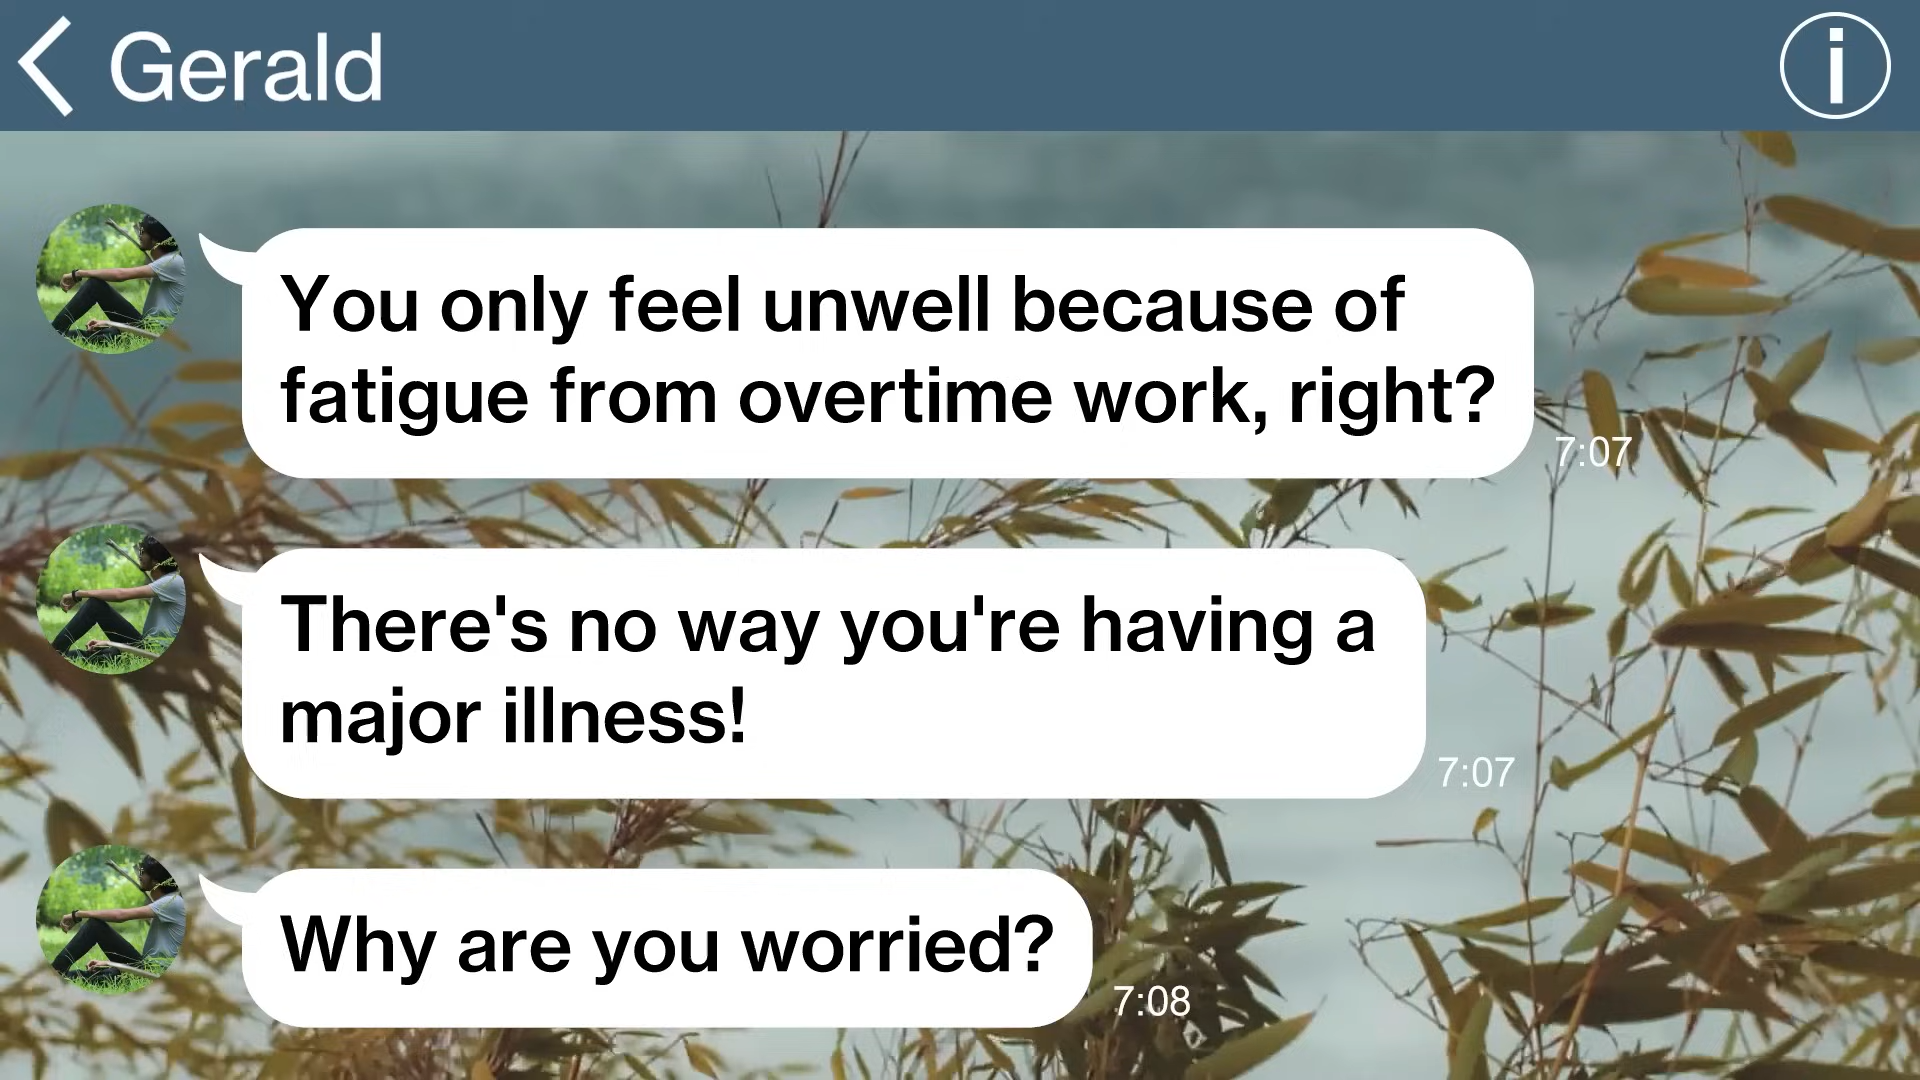 Gerald
You only feel unwell because of
fatigue from overtime work, right?
7:07
There's no way you're having a
major illness!
7:07
Why are you worried?
7:08